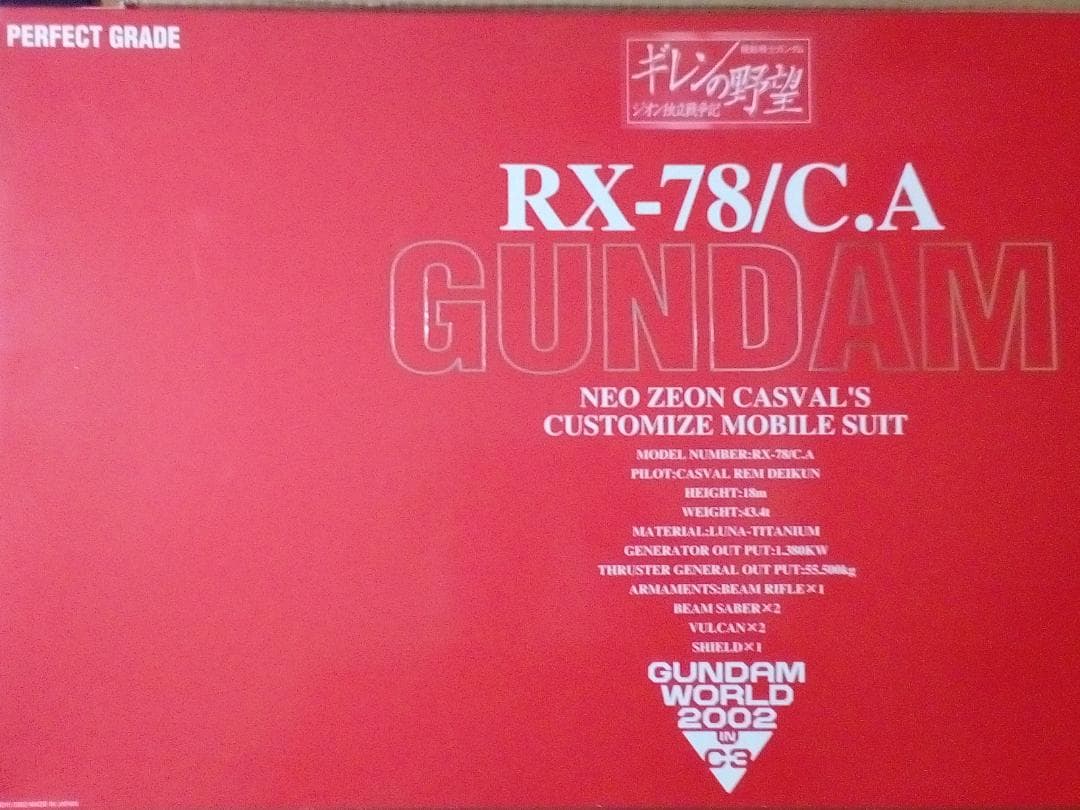 PERFECT GRADE
機動戦士ガンダム
ギレンの野望
ジオン独立戦争記
RX-78/C.A
GUNDAM
NEO ZEON CASVAL'S
CUSTOMIZE MOBILE SUIT
MODEL NUMBER:RX-78/C.A
PILOT:CASVAL REM DEIKUN
HEIGHT:18m
WEIGHT:43.4t
MATERIAL:LUNA-TITANIUM
GENERATOR OUT PUT:1.380KW
THRUSTER GENERAL OUT PUT:55.500kg
ARMAMENTS:BEAM RIFLE×1
BEAM SABER×2
VULCAN×2
SHIELD×1
GUNDAM
WORLD
2002
IN
C3